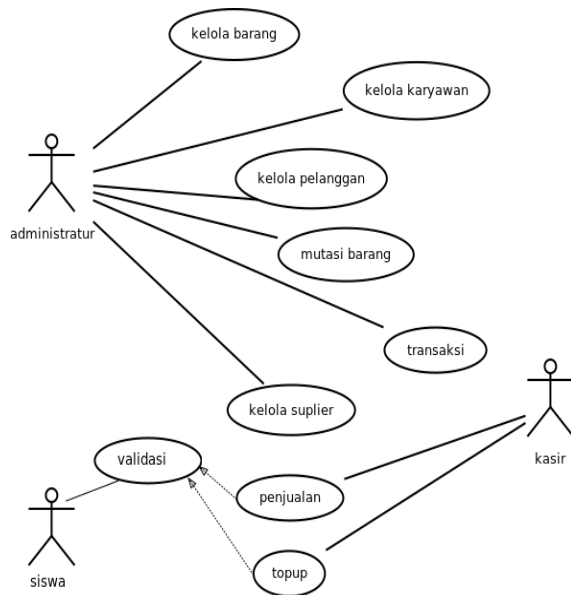 kelola barang
kelola karyawan
kelola pelanggan
administratur
mutasi barang
transaksi
kelola suplier
validasi
kasir
penjualan
topup
siswa